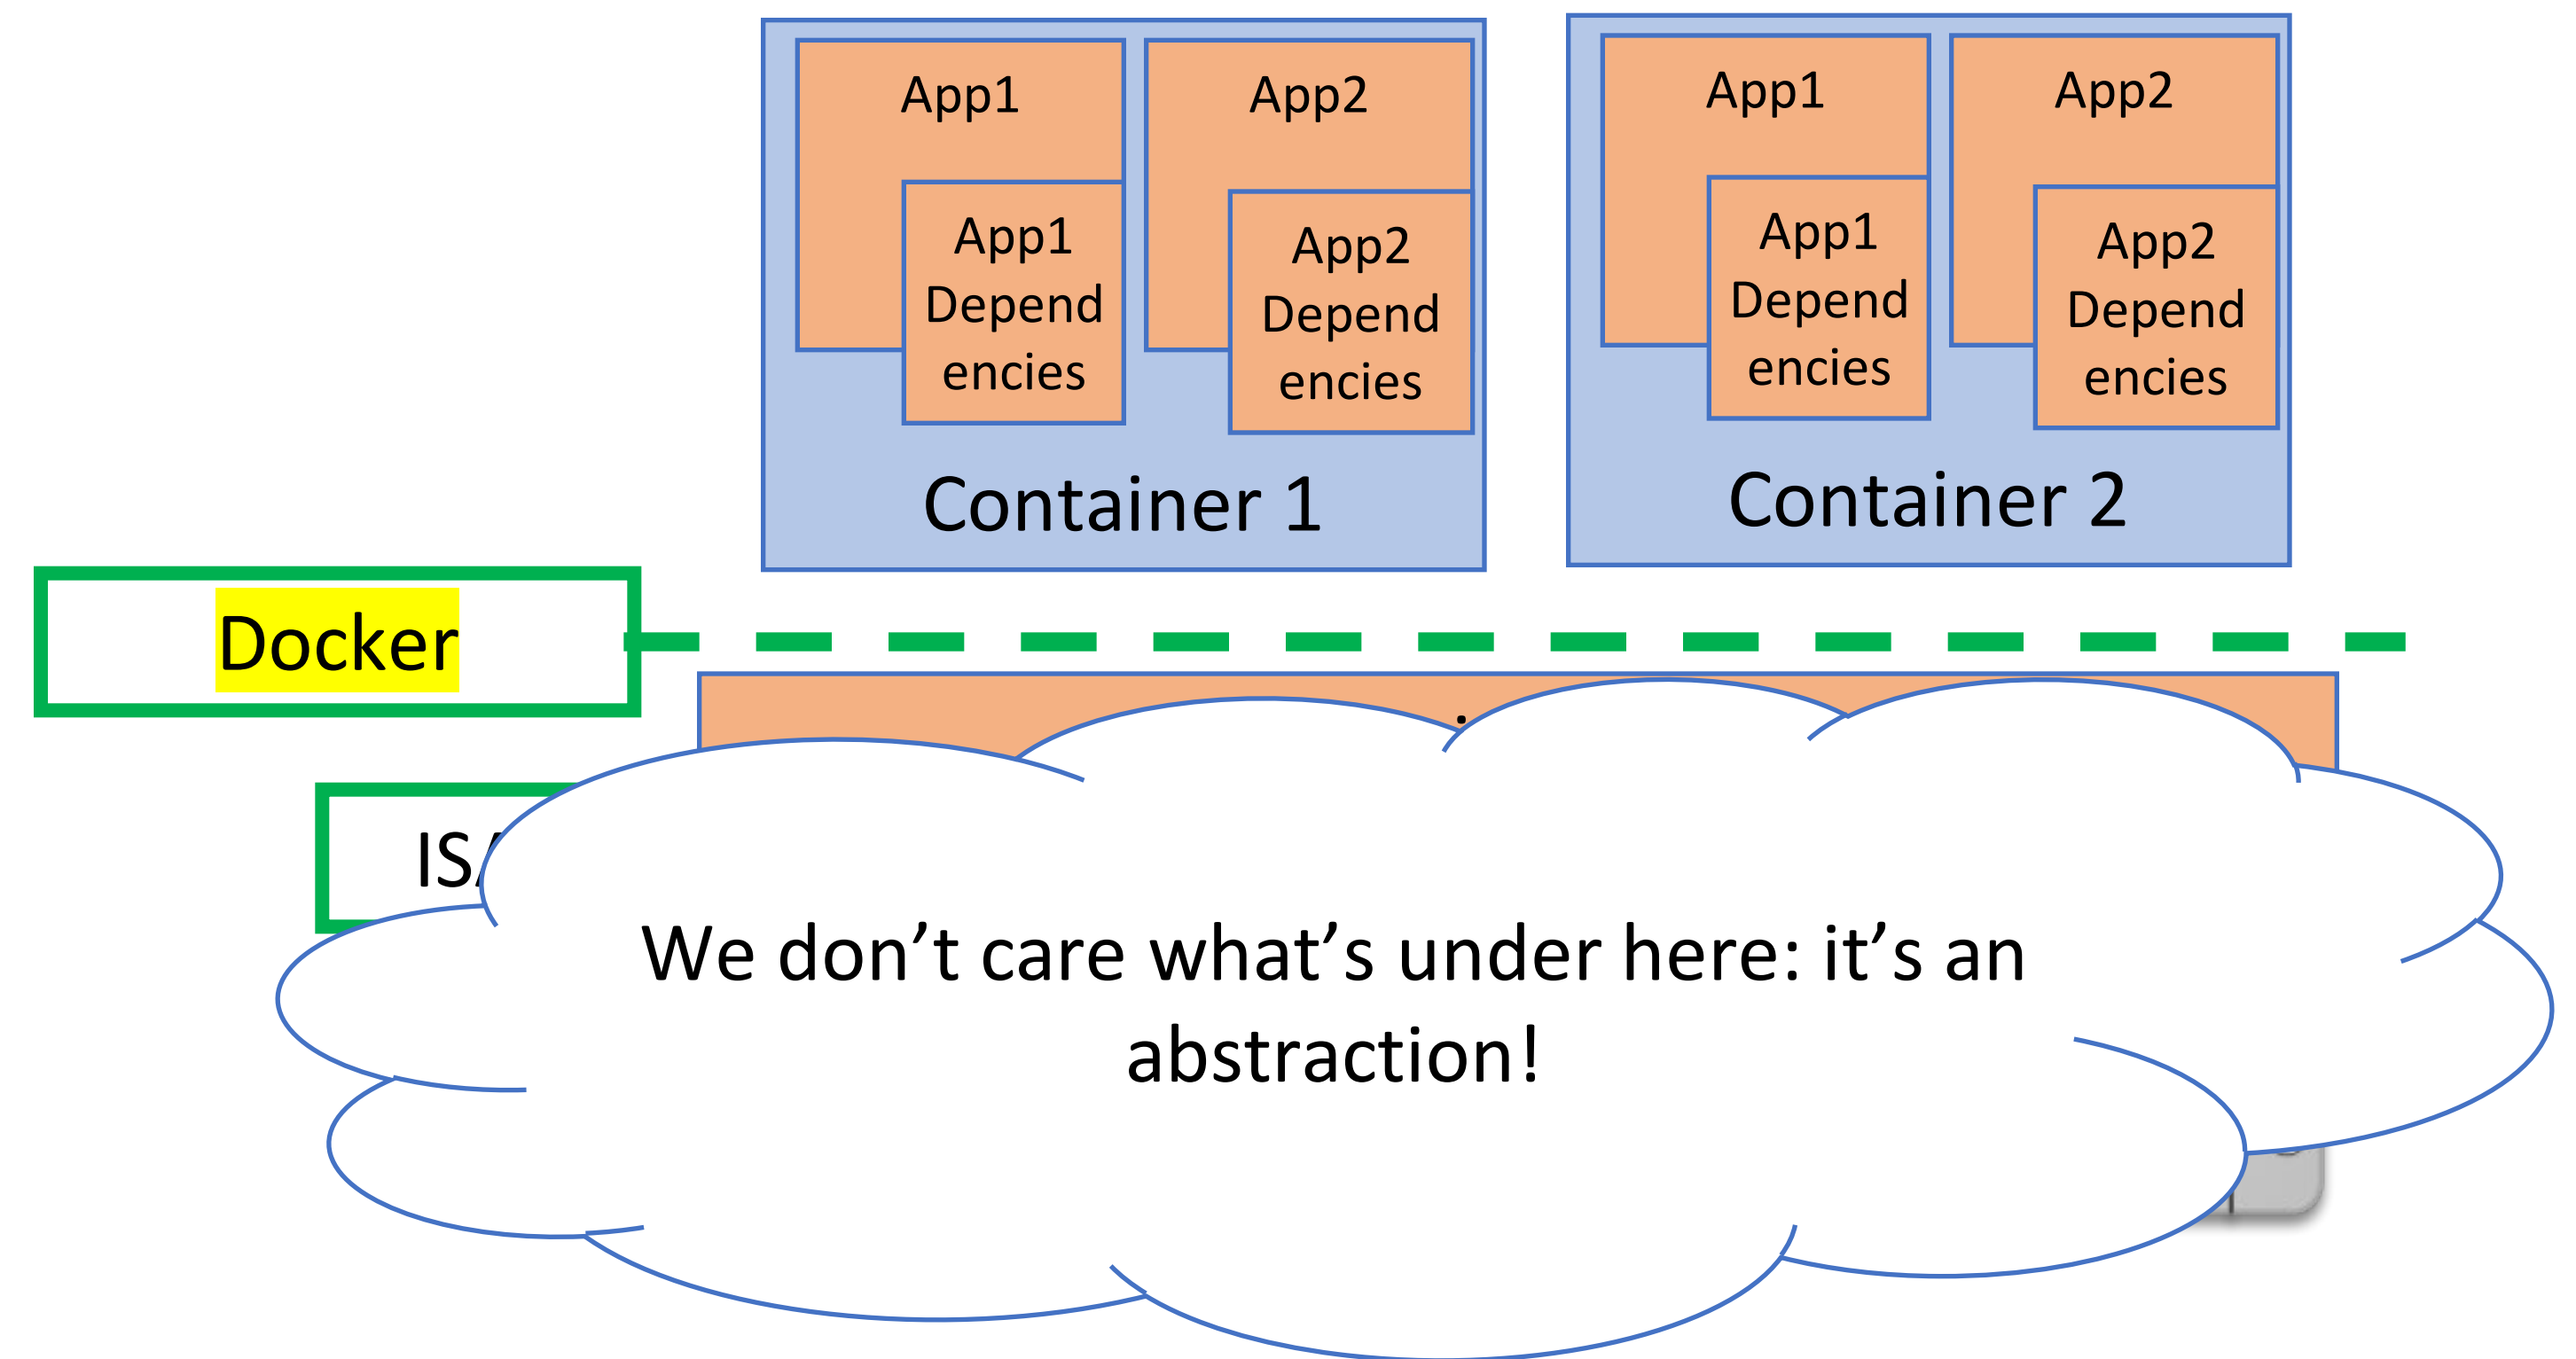 App1
App1
Depend
encies
App2
App2
Depend
encies
Container 1
App1
App1
Depend
encies
App2
App2
Depend
encies
Container 2
Docker
We don’t care what’s under here: it’s an
abstraction!